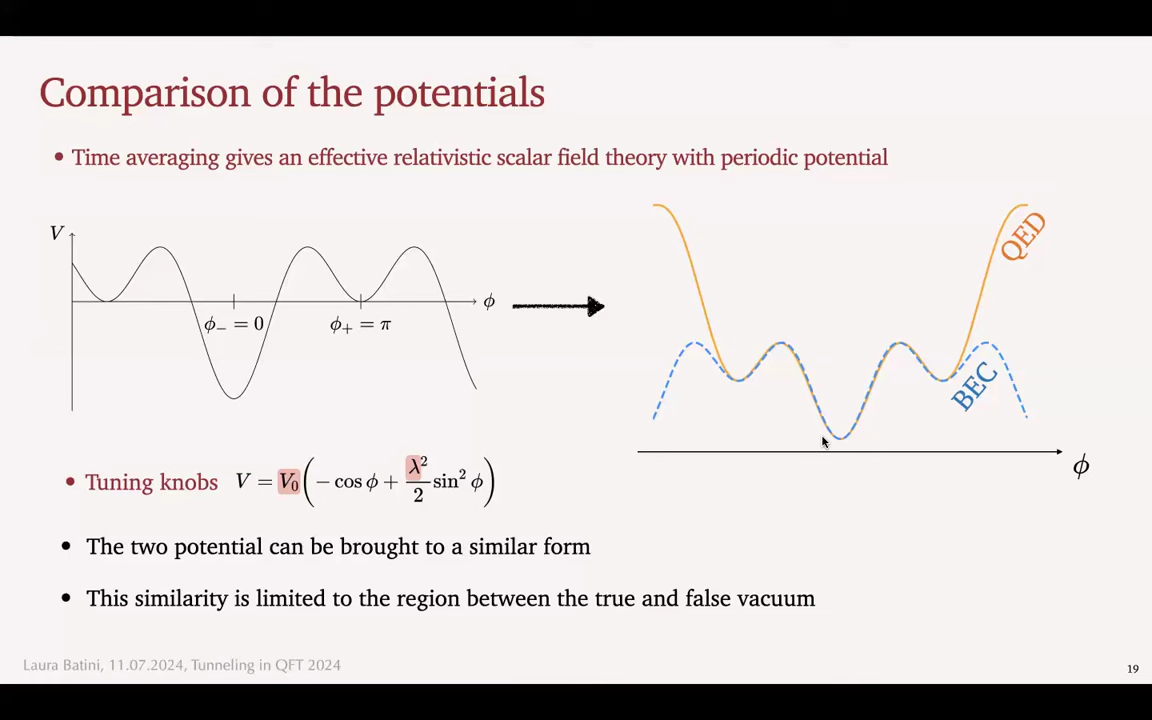 Comparison of the potentials
• Time averaging gives an effective relativistic scalar field theory with periodic potential
V
ϕ
ϕ₋ = 0
ϕ₊ = π
QED
BEC
ϕ
• Tuning knobs V = V₀(− cos ϕ + λ²/2 sin² ϕ)
• The two potential can be brought to a similar form
• This similarity is limited to the region between the true and false vacuum
Laura Batini, 11.07.2024, Tunneling in QFT 2024
19